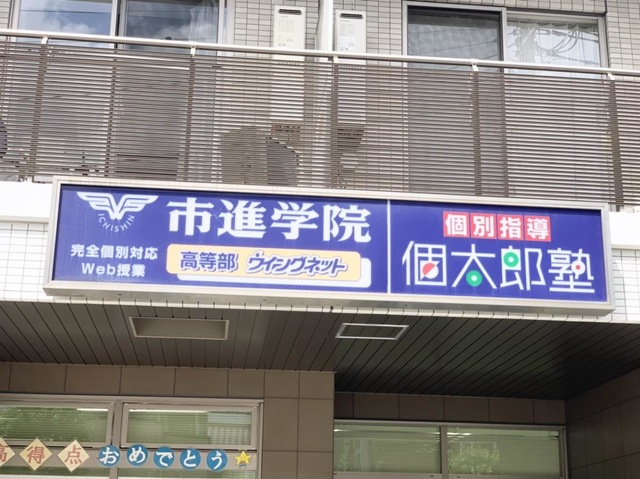 ICHISHIN
市進学院
完全個別対応
Web授業
高等部 ウイングネット
個別指導
個太郎塾
高得点おめでとう